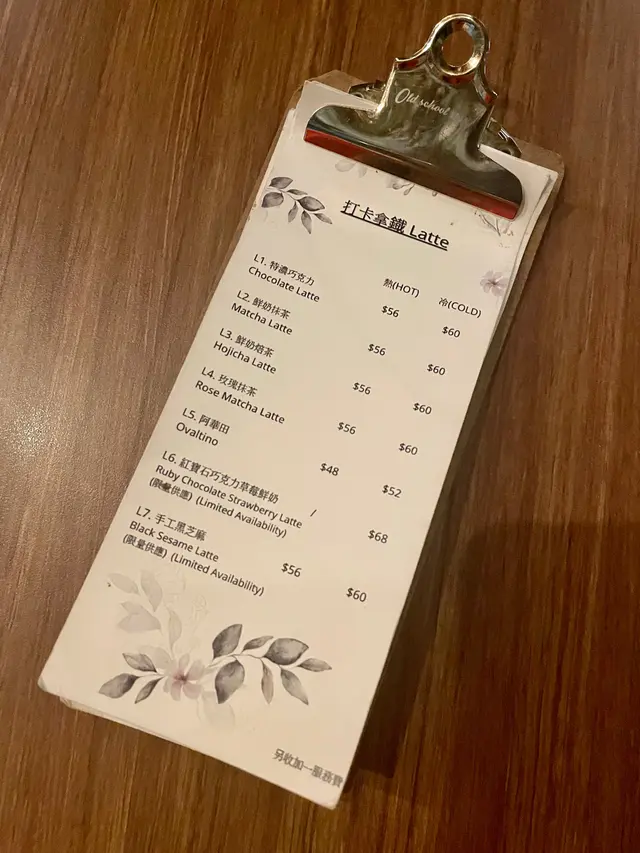 Old school
打卡拿鐵 Latte
熱(HOT) 冷(COLD)
L1. 特濃巧克力
Chocolate Latte $56 $60
L2. 鮮奶抹茶
Matcha Latte $56 $60
L3. 鮮奶焙茶
Hojicha Latte $56 $60
L4. 玫瑰抹茶
Rose Matcha Latte $56 $60
L5. 阿華田
Ovaltino $48 $52
L6. 紅寶石巧克力草莓鮮奶
Ruby Chocolate Strawberry Latte / $68
(限量供應) (Limited Availability)
L7. 手工黑芝麻
Black Sesame Latte $56 $60
(限量供應) (Limited Availability)
另收加一服務費